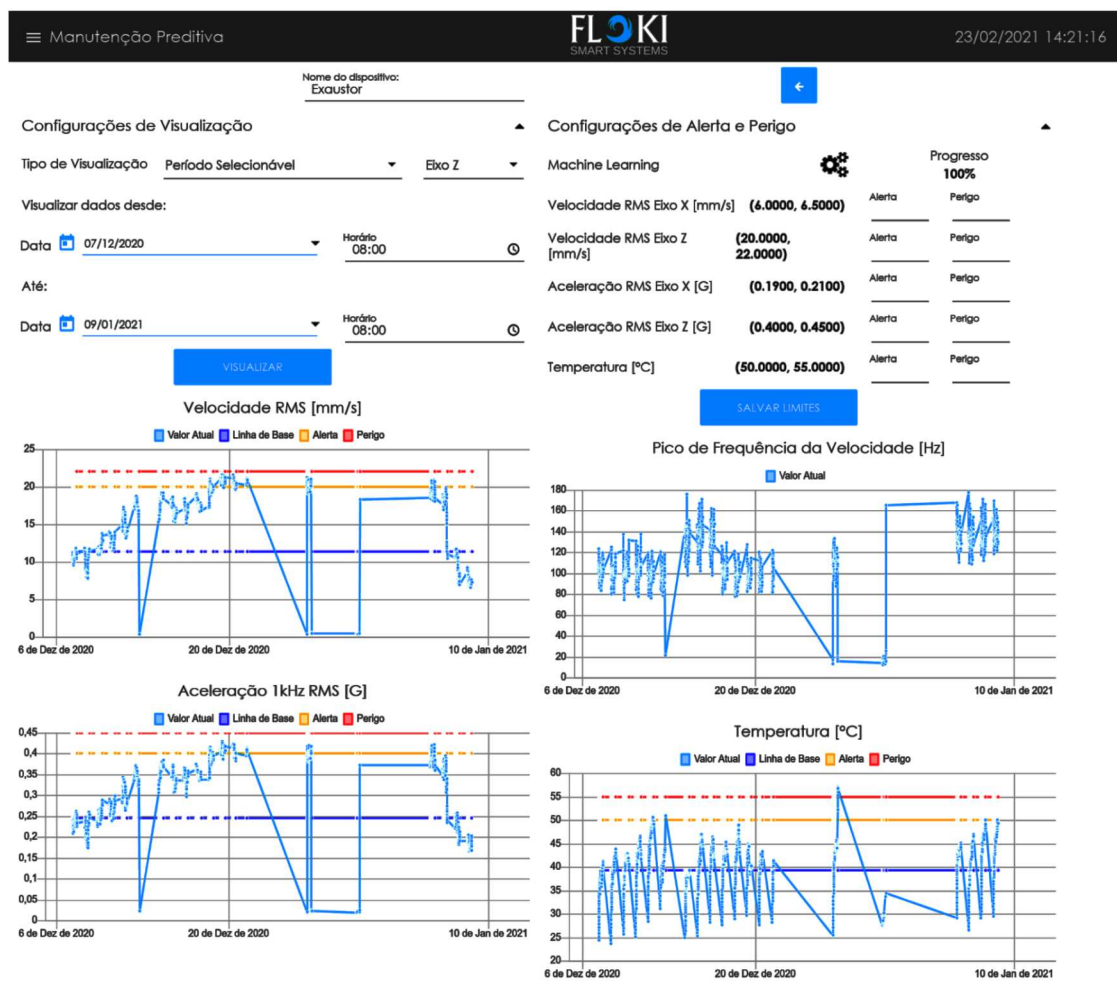 Manutenção Preditiva
FLOKI
SMART SYSTEMS
23/02/2021 14:21:16
Nome do dispositivo:
Exaustor
Configurações de Visualização
Tipo de Visualização Período Selecionável Eixo Z
Visualizar dados desde:
Data 07/12/2020
Horário
08:00
Até:
Data 09/01/2021
Horário
08:00
VISUALIZAR
Configurações de Alerta e Perigo
Machine Learning
Progresso
100%
Velocidade RMS Eixo X [mm/s] (6.0000, 6.5000) Alerta Perigo
Velocidade RMS Eixo Z
[mm/s]
(20.0000,
22.0000)
Alerta Perigo
Aceleração RMS Eixo X [G] (0.1900, 0.2100) Alerta Perigo
Aceleração RMS Eixo Z [G] (0.4000, 0.4500) Alerta Perigo
Temperatura [ºC] (50.0000, 55.0000) Alerta Perigo
SALVAR LIMITES
Velocidade RMS [mm/s]
Valor Atual Linha de Base Alerta Perigo
25
20
15
10
5
0
6 de Dez de 2020 20 de Dez de 2020 10 de Jan de 2021
Aceleração 1kHz RMS [G]
Valor Atual Linha de Base Alerta Perigo
0,45
0,4
0,35
0,3
0,25
0,2
0,15
0,1
0,05
0
6 de Dez de 2020 20 de Dez de 2020 10 de Jan de 2021
Pico de Frequência da Velocidade [Hz]
Valor Atual
180
160
140
120
100
80
60
40
20
0
6 de Dez de 2020 20 de Dez de 2020 10 de Jan de 2021
Temperatura [ºC]
Valor Atual Linha de Base Alerta Perigo
60
55
50
45
40
35
30
25
20
6 de Dez de 2020 20 de Dez de 2020 10 de Jan de 2021